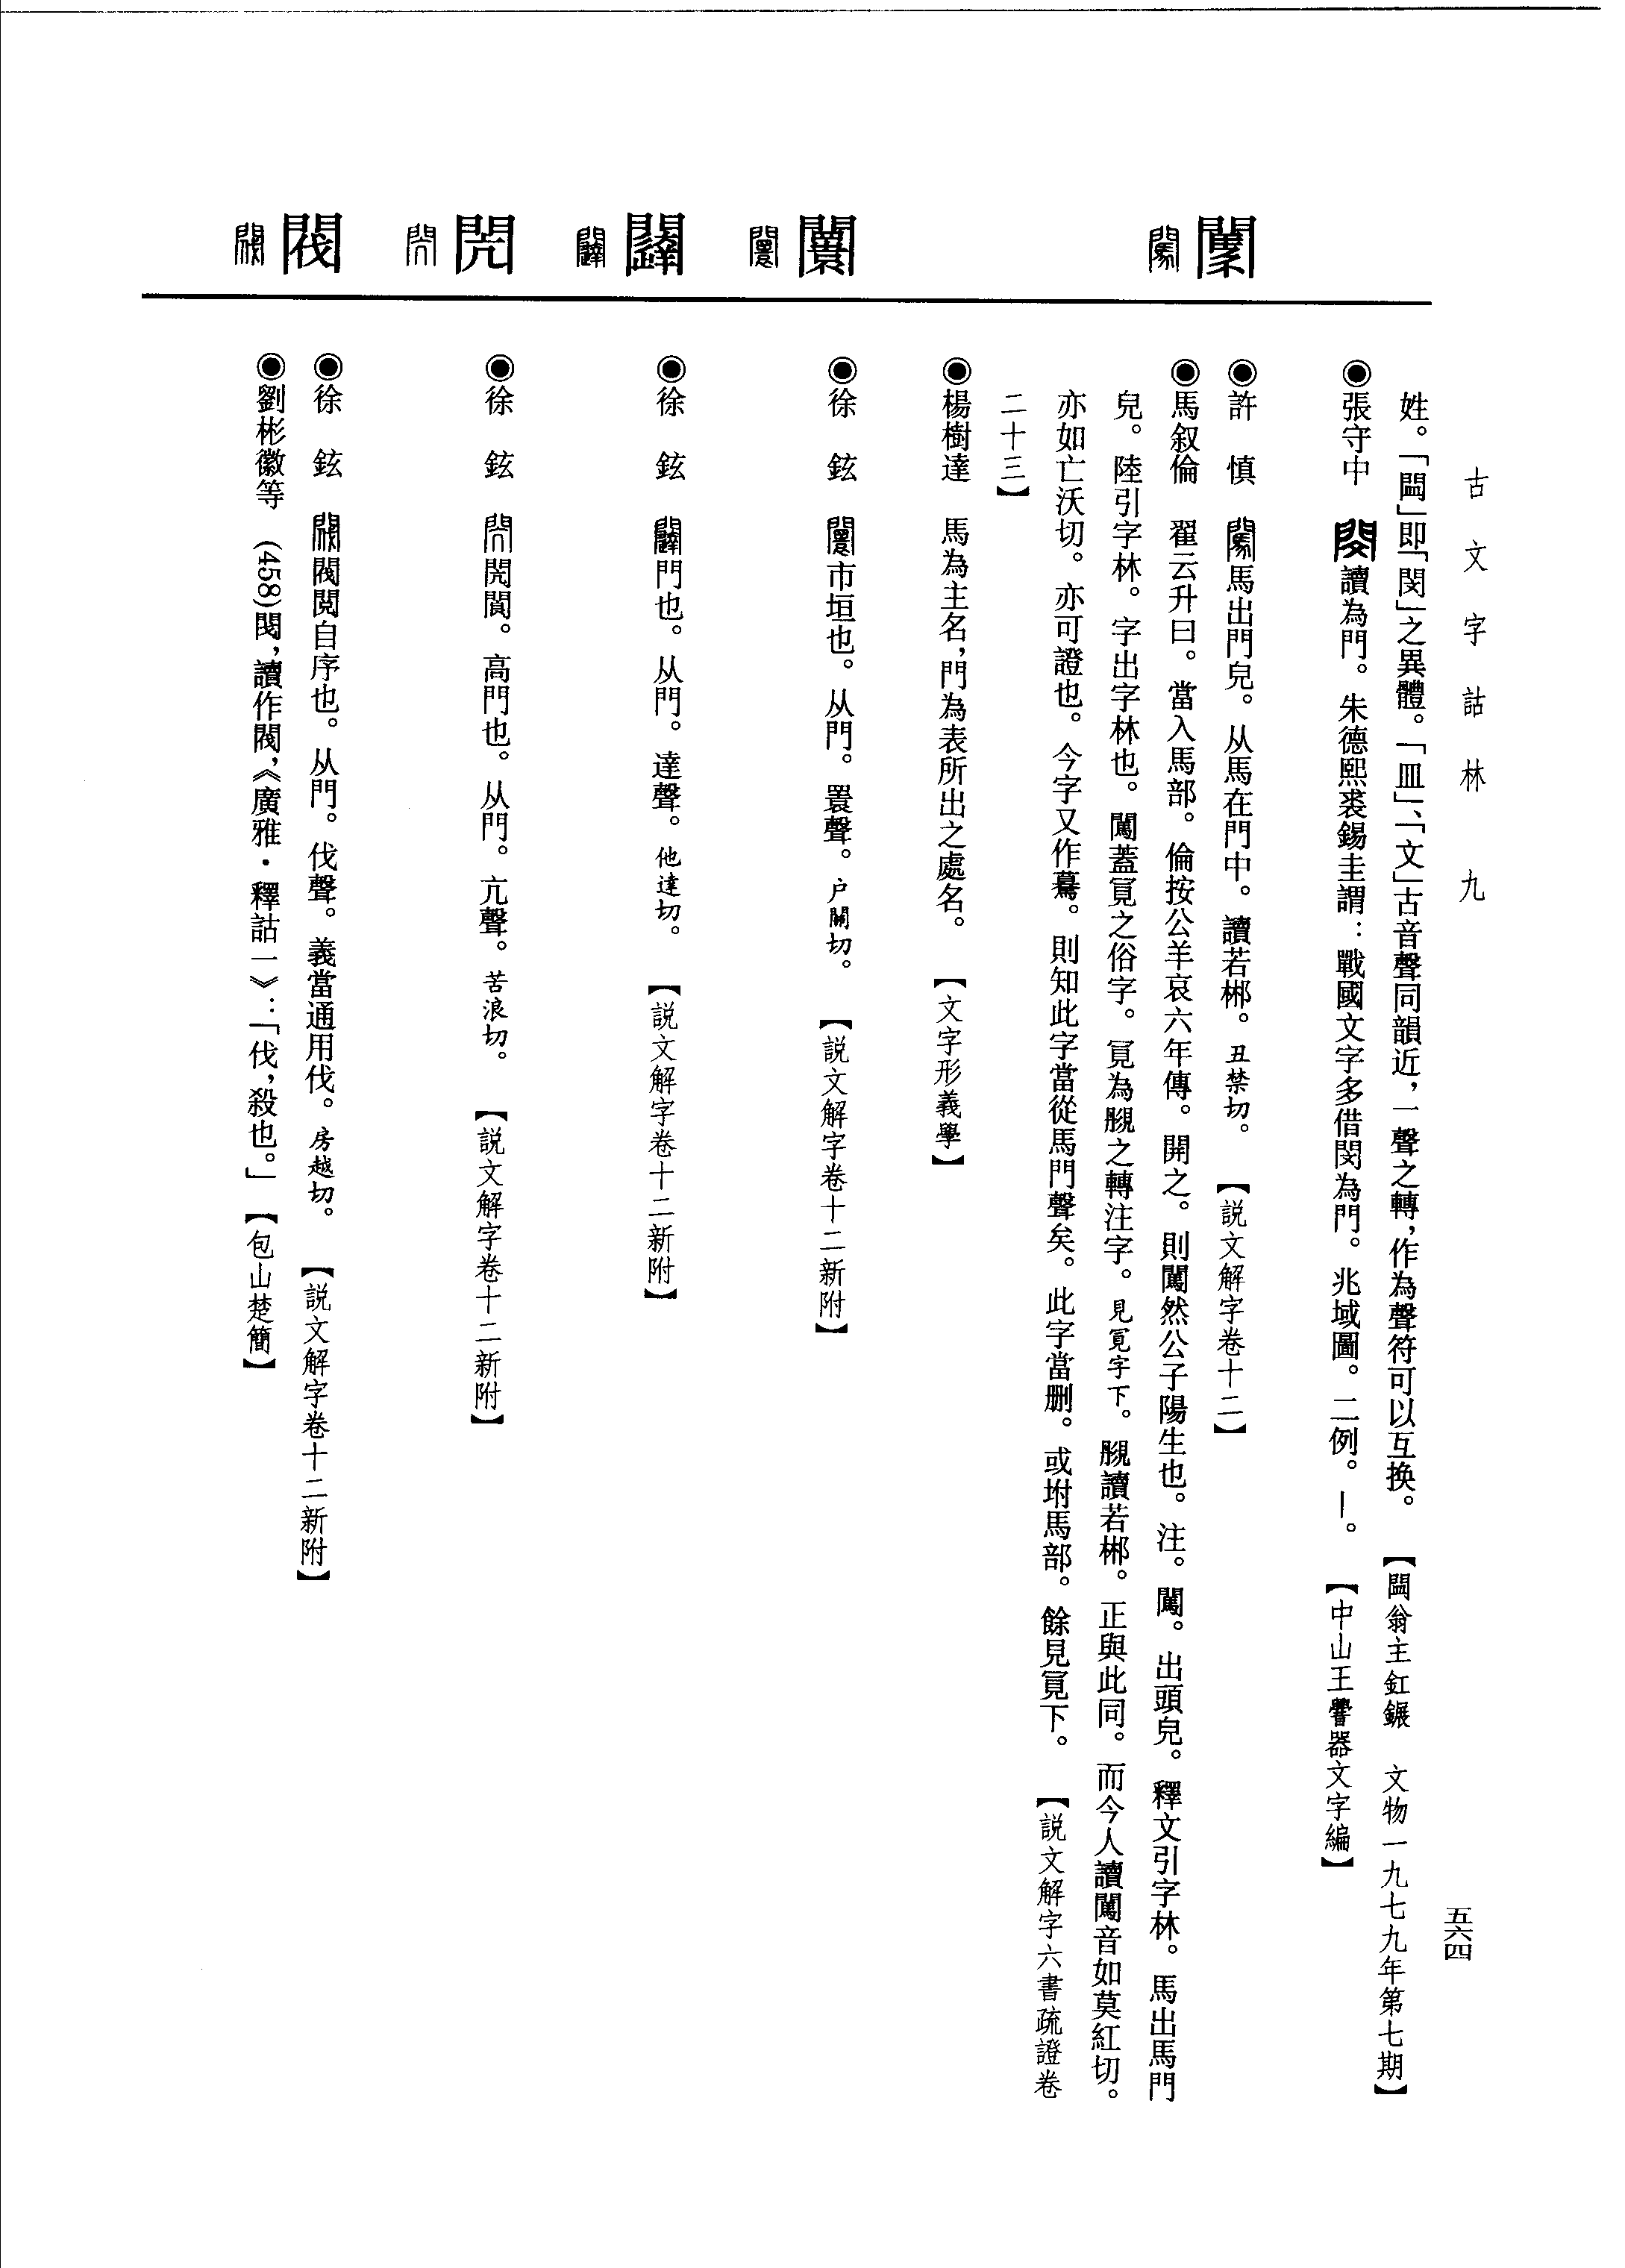 古文字詁林 九
五六四
姓。「闆」即「閔」之異體。「皿」、「文」古音聲同韻近，一聲之轉，作為聲符可以互换。 【闆翁主釭鋷 文物一九七九年第七期】
◉張守中 閔讀為門。朱德熙裘錫圭謂：戰國文字多借閔為門。兆域圖。二例。—。 【中山王譽器文字編】
闖
◉許 慎 闖馬出門皃。从馬在門中。讀若郴。丑禁切。 【説文解字卷十二】
◉馬叙倫 翟云升曰。當入馬部。倫按公羊哀六年傳。開之。則闖然公子陽生也。注。闖。出頭皃。釋文引字林。馬出馬門
皃。陸引字林。字出字林也。闖蓋覔之俗字。覔為覹之轉注字。見覔字下。覹讀若郴。正與此同。而今人讀闖音如莫紅切。
亦如亡沃切。亦可證也。今字又作驀。則知此字當從馬門聲矣。此字當删。或坿馬部。餘見覔下。 【説文解字六書疏證卷
二十三】
◉楊樹達 馬為主名，門為表所出之處名。 【文字形義學】
闤
◉徐 鉉 闤市垣也。从門。睘聲。户關切。 【説文解字卷十二新附】
闥
◉徐 鉉 闥門也。从門。達聲。他達切。 【説文解字卷十二新附】
閌
◉徐 鉉 閌閌閬。高門也。从門。亢聲。苦浪切。 【説文解字卷十二新附】
閥
◉徐 鉉 閥閥閲自序也。从門。伐聲。義當通用伐。房越切。 【説文解字卷十二新附】
◉劉彬徽等 (458)閥，讀作閥，《廣雅·釋詁一》：「伐，殺也。」 【包山楚簡】